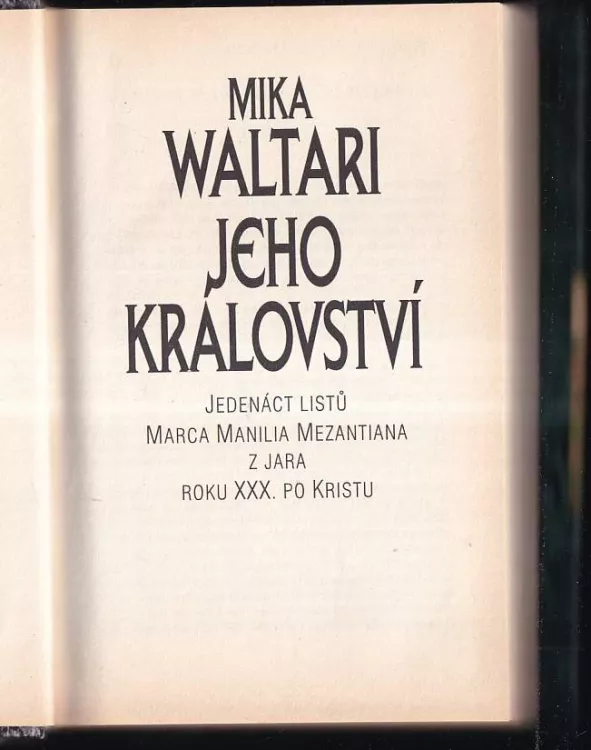 MIKA
WALTARI
JEHO
KRÁLOVSTVÍ
JEDENÁCT LISTŮ
MARCA MANILIA MEZANTIANA
Z JARA
ROKU XXX. PO KRISTU